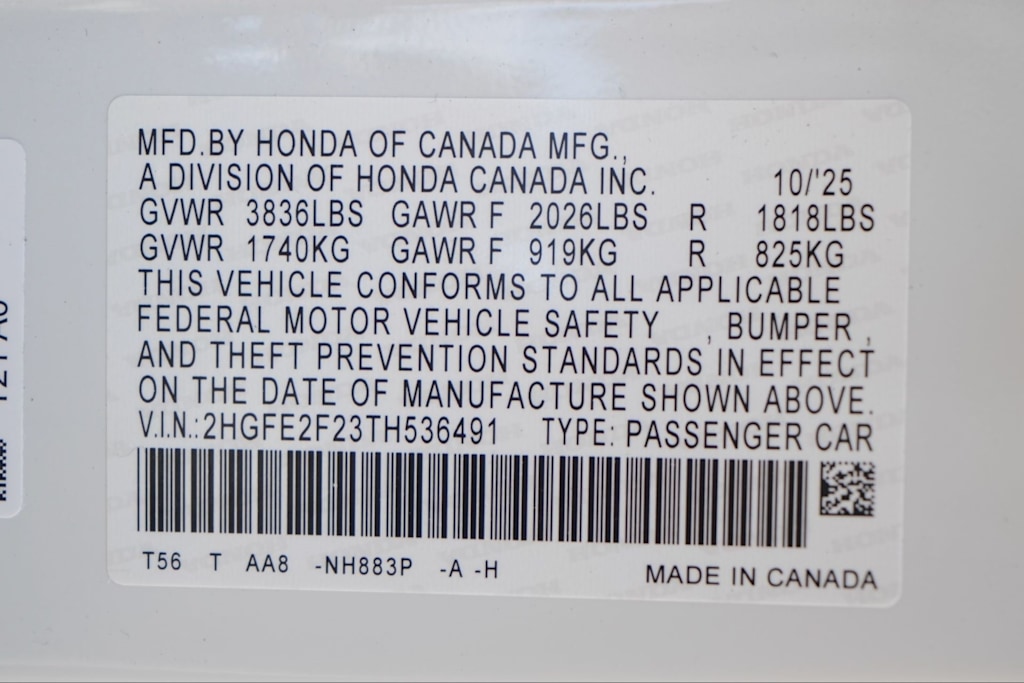 MFD.BY HONDA OF CANADA MFG.,
A DIVISION OF HONDA CANADA INC. 10/'25
GVWR 3836LBS GAWR F 2026LBS R 1818LBS
GVWR 1740KG GAWR F 919KG R 825KG
THIS VEHICLE CONFORMS TO ALL APPLICABLE
FEDERAL MOTOR VEHICLE SAFETY , BUMPER ,
AND THEFT PREVENTION STANDARDS IN EFFECT
ON THE DATE OF MANUFACTURE SHOWN ABOVE.
V.I.N.:2HGFE2F23TH536491 TYPE: PASSENGER CAR
T56 T AA8 -NH883P -A -H
MADE IN CANADA